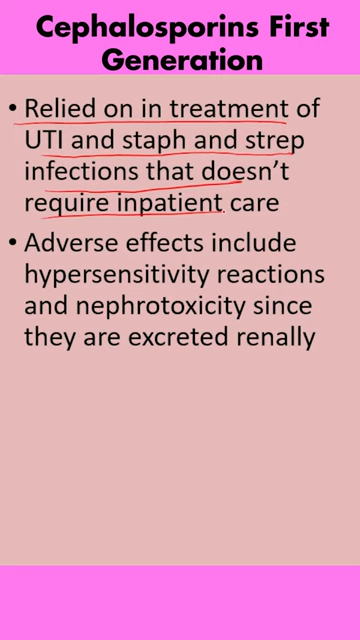 Cephalosporins First
Generation
• Relied on in treatment of
UTI and staph and strep
infections that doesn't
require inpatient care
• Adverse effects include
hypersensitivity reactions
and nephrotoxicity since
they are excreted renally